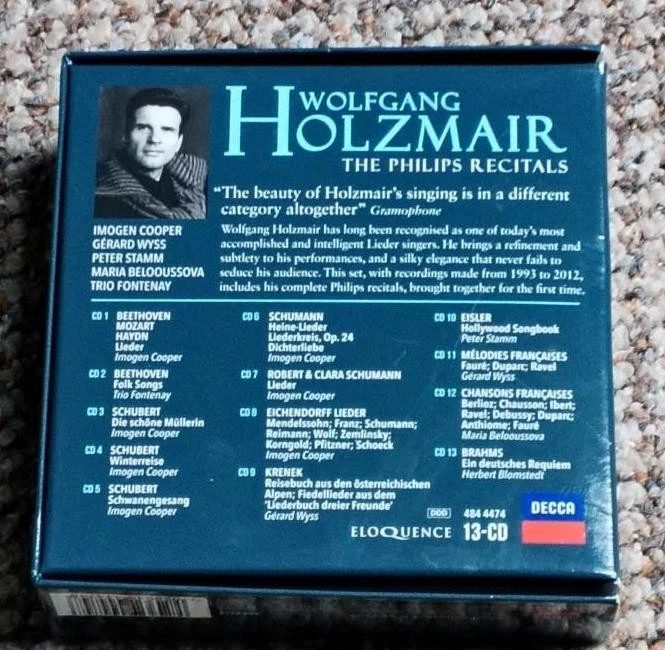 WOLFGANG
HOLZMAIR
THE PHILIPS RECITALS
“The beauty of Holzmair’s singing is in a different
category altogether” Gramophone
IMOGEN COOPER
GÉRARD WYSS
PETER STAMM
MARIA BELOOUSSOVA
TRIO FONTENAY
Wolfgang Holzmair has long been recognised as one of today’s most
accomplished and intelligent Lieder singers. He brings a refinement and
subtlety to his performances, and a silky elegance that never fails to
seduce his audience. This set, with recordings made from 1993 to 2012,
includes his complete Philips recitals, brought together for the first time.
CD 1 BEETHOVEN
MOZART
HAYDN
Lieder
Imogen Cooper
CD 2 BEETHOVEN
Folk Songs
Trio Fontenay
CD 3 SCHUBERT
Die schöne Müllerin
Imogen Cooper
CD 4 SCHUBERT
Winterreise
Imogen Cooper
CD 5 SCHUBERT
Schwanengesang
Imogen Cooper
CD 6 SCHUMANN
Heine-Lieder
Liederkreis, Op. 24
Dichterliebe
Imogen Cooper
CD 7 ROBERT & CLARA SCHUMANN
Lieder
Imogen Cooper
CD 8 EICHENDORFF LIEDER
Mendelssohn; Franz; Schumann;
Reimann; Wolf; Zemlinsky;
Korngold; Pfitzner; Schoeck
Imogen Cooper
CD 9 KRENEK
Reisebuch aus den österreichischen
Alpen; Fiedellieder aus dem
‘Liederbuch dreier Freunde’
Gérard Wyss
CD 10 EISLER
Hollywood Songbook
Peter Stamm
CD 11 MÉLODIES FRANÇAISES
Fauré; Duparc; Ravel
Gérard Wyss
CD 12 CHANSONS FRANÇAISES
Berlioz; Chausson; Ibert;
Ravel; Debussy; Duparc;
Anthiome; Fauré
Maria Belooussova
CD 13 BRAHMS
Ein deutsches Requiem
Herbert Blomstedt
DDD 484 4474
ELOQUENCE 13-CD
DECCA